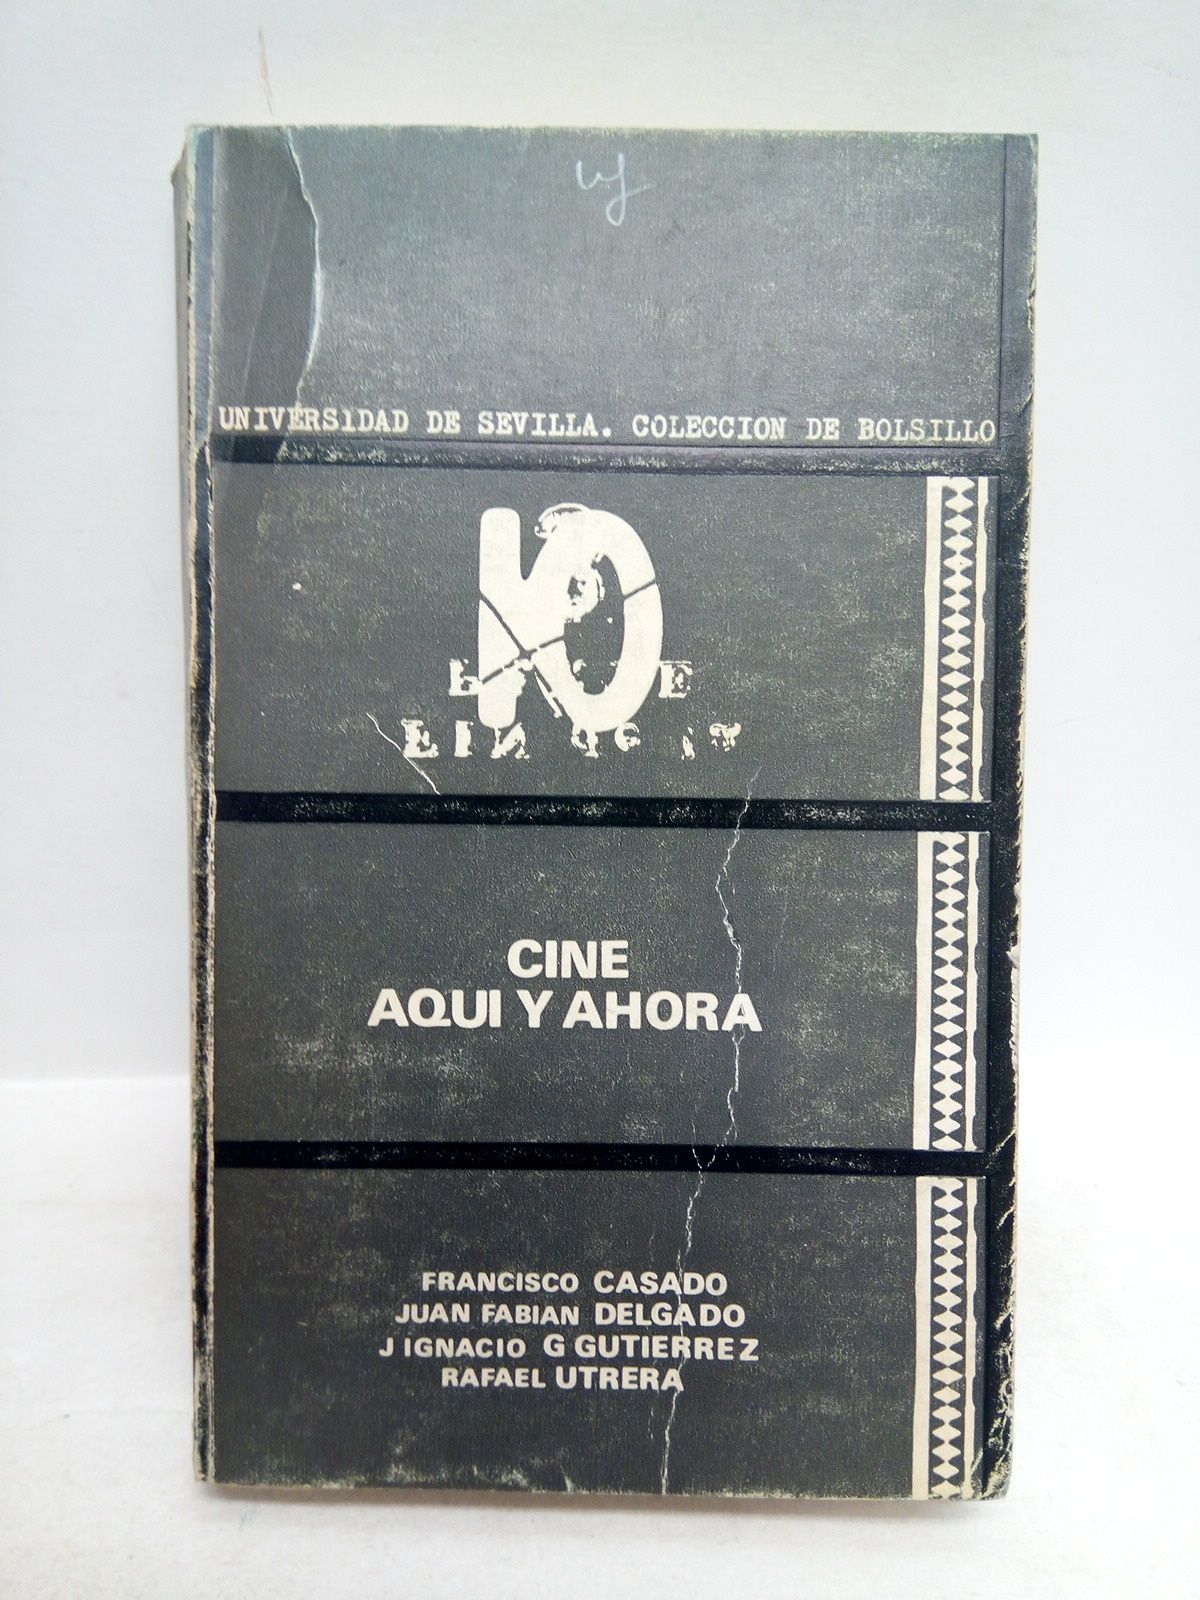 UNIVERSIDAD DE SEVILLA. COLECCION DE BOLSILLO
CINE
AQUI Y AHORA
FRANCISCO CASADO
JUAN FABIAN DELGADO
J IGNACIO G GUTIERREZ
RAFAEL UTRERA